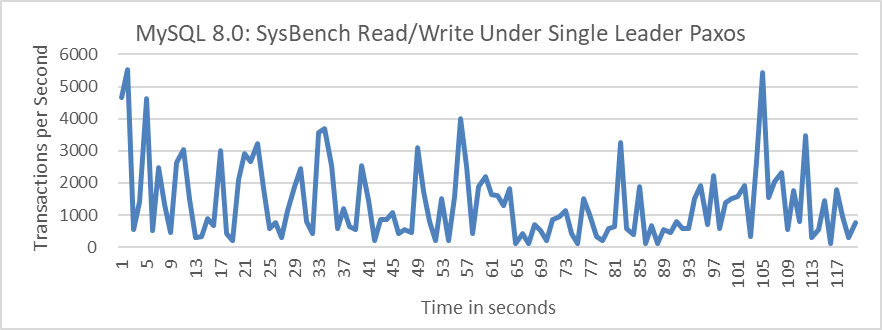 MySQL 8.0: SysBench Read/Write Under Single Leader Paxos
Transactions per Second
6000
5000
4000
3000
2000
1000
0
1 5 9 13 17 21 25 29 33 37 41 45 49 53 57 61 65 69 73 77 81 85 89 93 97 101 105 109 113 117
Time in seconds